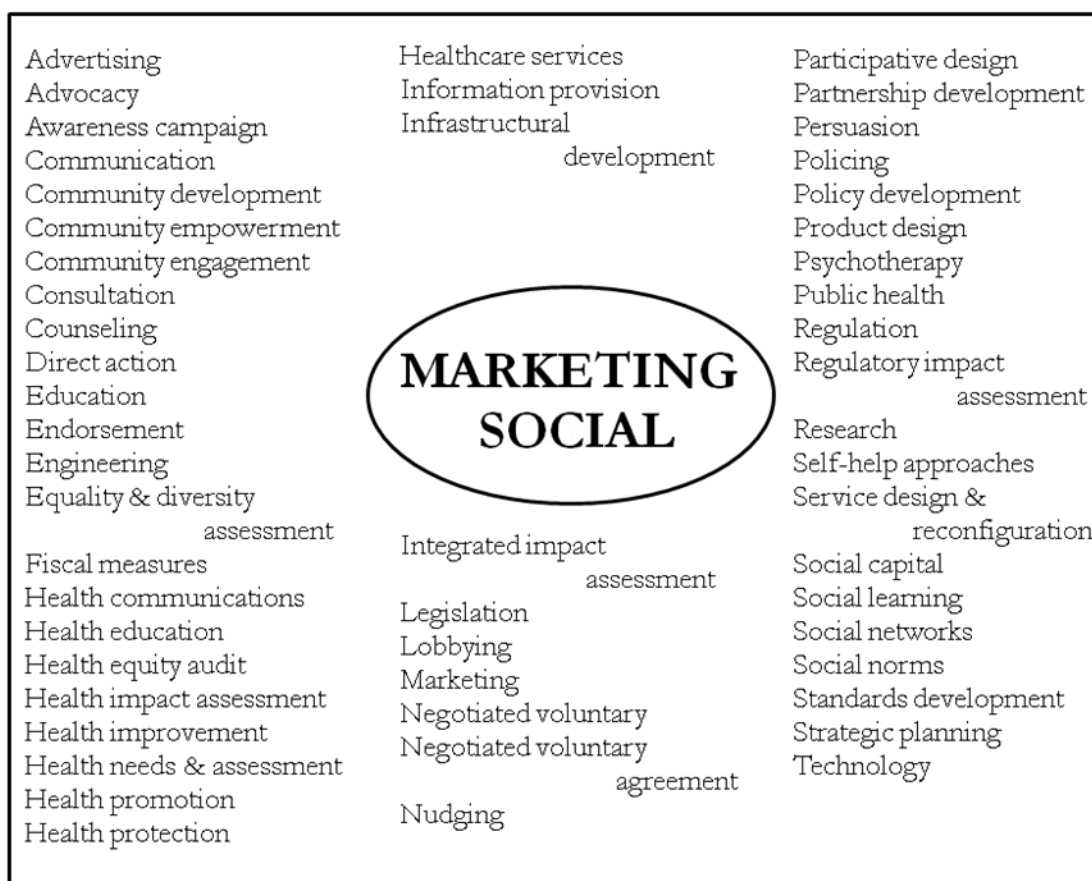 Advertising
Advocacy
Awareness campaign
Communication
Community development
Community empowerment
Community engagement
Consultation
Counseling
Direct action
Education
Endorsement
Engineering
Equality & diversity
assessment
Fiscal measures
Health communications
Health education
Health equity audit
Health impact assessment
Health improvement
Health needs & assessment
Health promotion
Health protection
Healthcare services
Information provision
Infrastructural
development
MARKETING
SOCIAL
Integrated impact
assessment
Legislation
Lobbying
Marketing
Negotiated voluntary
Negotiated voluntary
agreement
Nudging
Participative design
Partnership development
Persuasion
Policing
Policy development
Product design
Psychotherapy
Public health
Regulation
Regulatory impact
assessment
Research
Self-help approaches
Service design &
reconfiguration
Social capital
Social learning
Social networks
Social norms
Standards development
Strategic planning
Technology